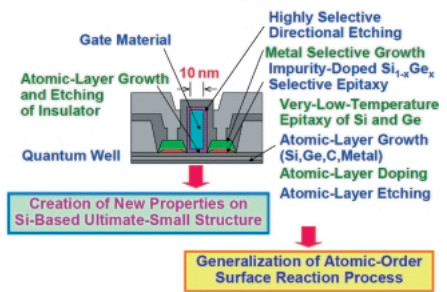 Gate Material
Atomic-Layer Growth
and Etching
of Insulator
Quantum Well
10 nm
Highly Selective
Directional Etching
Metal Selective Growth
Impurity-Doped Si1-xGex
Selective Epitaxy
Very-Low-Temperature
Epitaxy of Si and Ge
Atomic-Layer Growth
(Si,Ge,C,Metal)
Atomic-Layer Doping
Atomic-Layer Etching
Creation of New Properties on
Si-Based Ultimate-Small Structure
Generalization of Atomic-Order
Surface Reaction Process